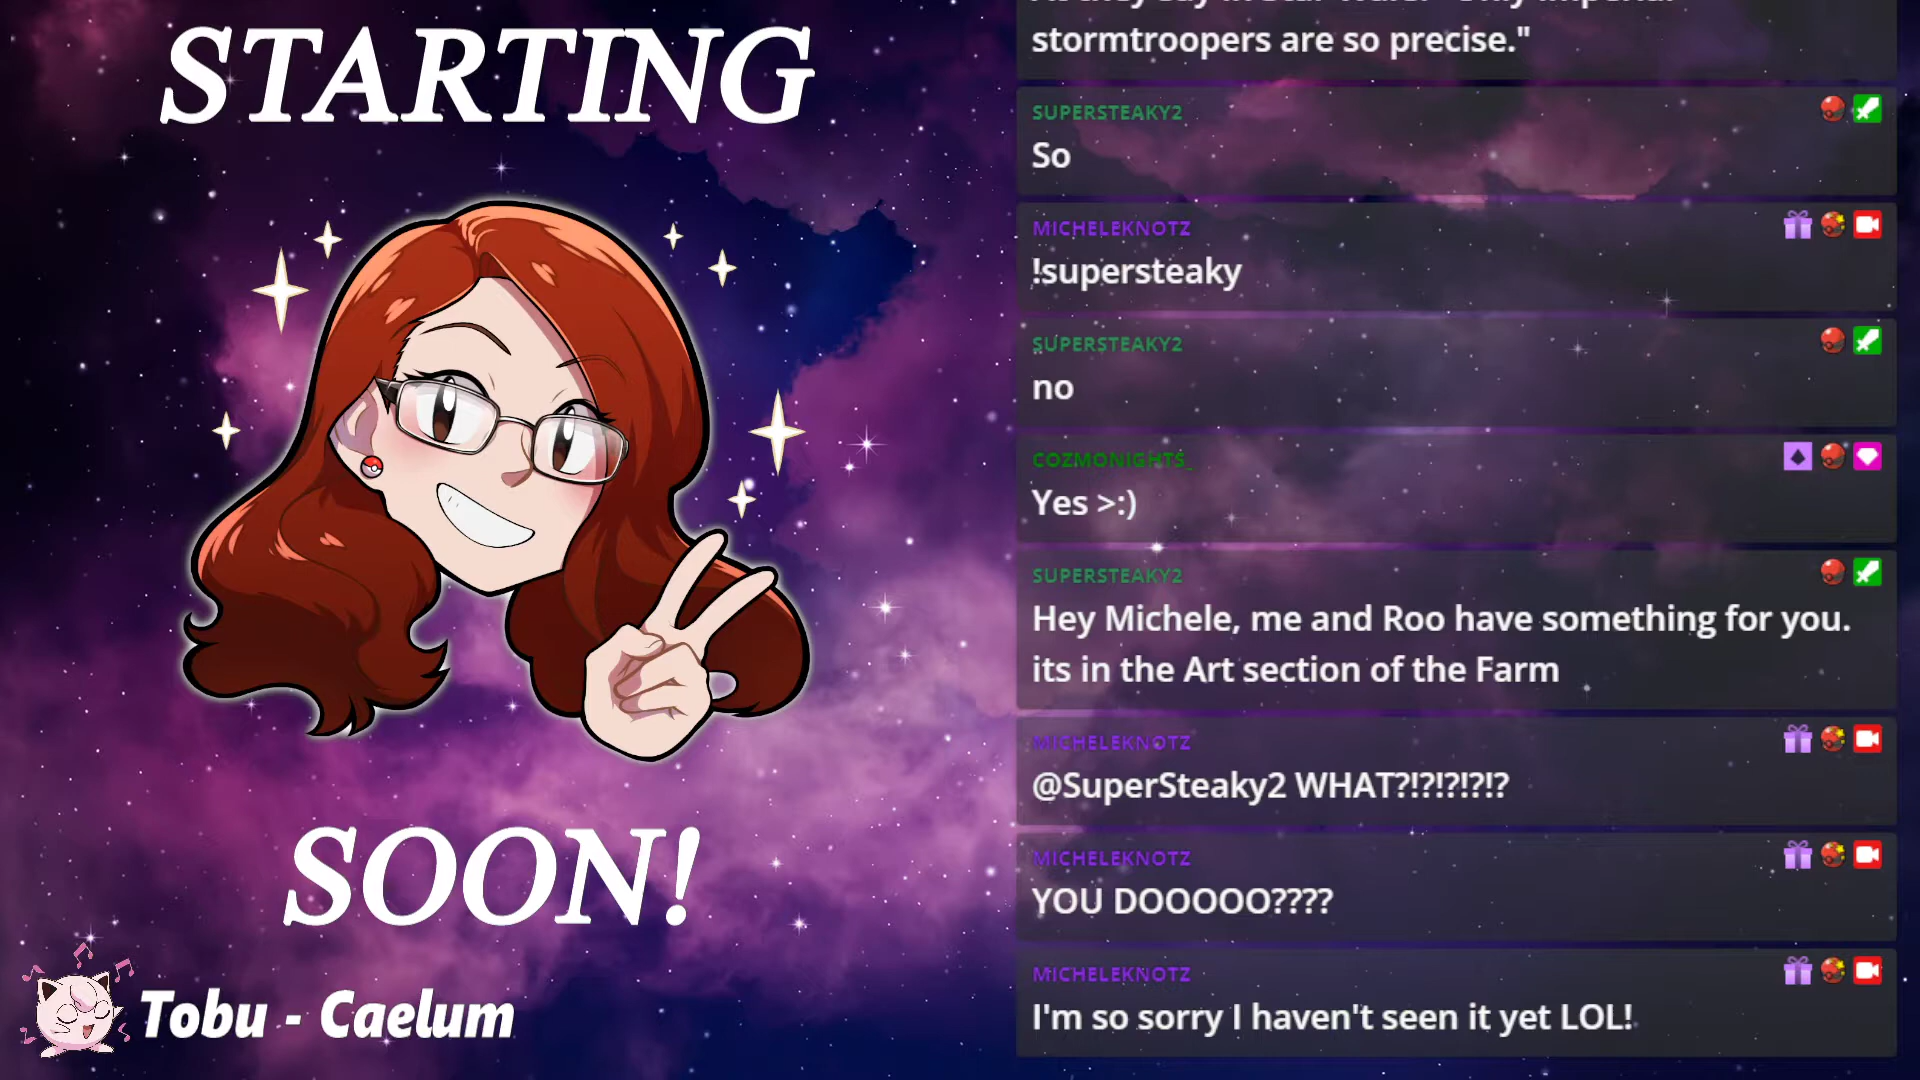 STARTING
SOON!
Tobu - Caelum
stormtroopers are so precise."
SUPERSTEAKY2
So
MICHELEKNOTZ
!supersteaky
SUPERSTEAKY2
no
COZMONIGHTS_
Yes >:)
SUPERSTEAKY2
Hey Michele, me and Roo have something for you.
its in the Art section of the Farm
MICHELEKNOTZ
@SuperSteaky2 WHAT?!?!?!?!?
MICHELEKNOTZ
YOU DOOOOO????
MICHELEKNOTZ
I'm so sorry I haven't seen it yet LOL!